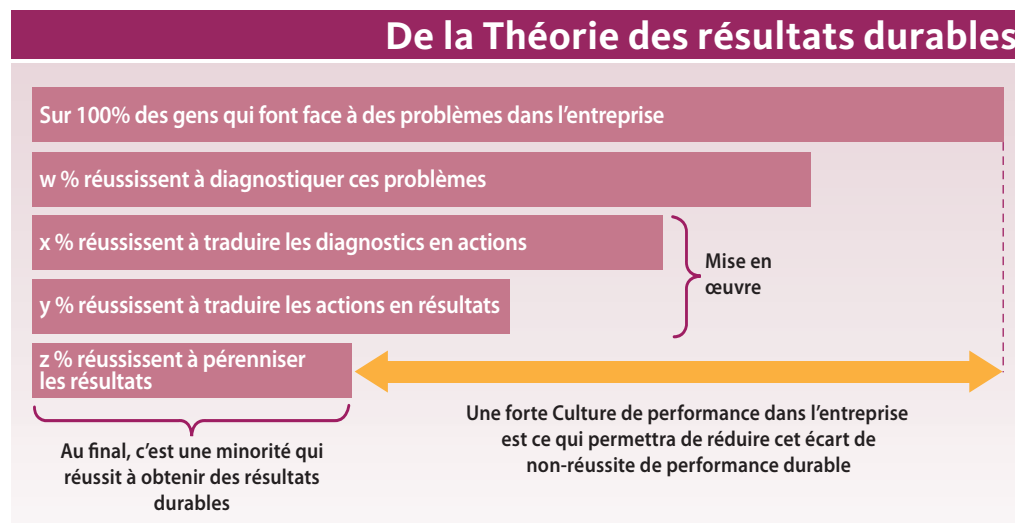 De la Théorie des résultats durables
Sur 100% des gens qui font face à des problèmes dans l’entreprise
w % réussissent à diagnostiquer ces problèmes
x % réussissent à traduire les diagnostics en actions
Mise en
œuvre
y % réussissent à traduire les actions en résultats
z % réussissent à pérenniser
les résultats
Au final, c’est une minorité qui
réussit à obtenir des résultats
durables
Une forte Culture de performance dans l’entreprise
est ce qui permettra de réduire cet écart de
non-réussite de performance durable